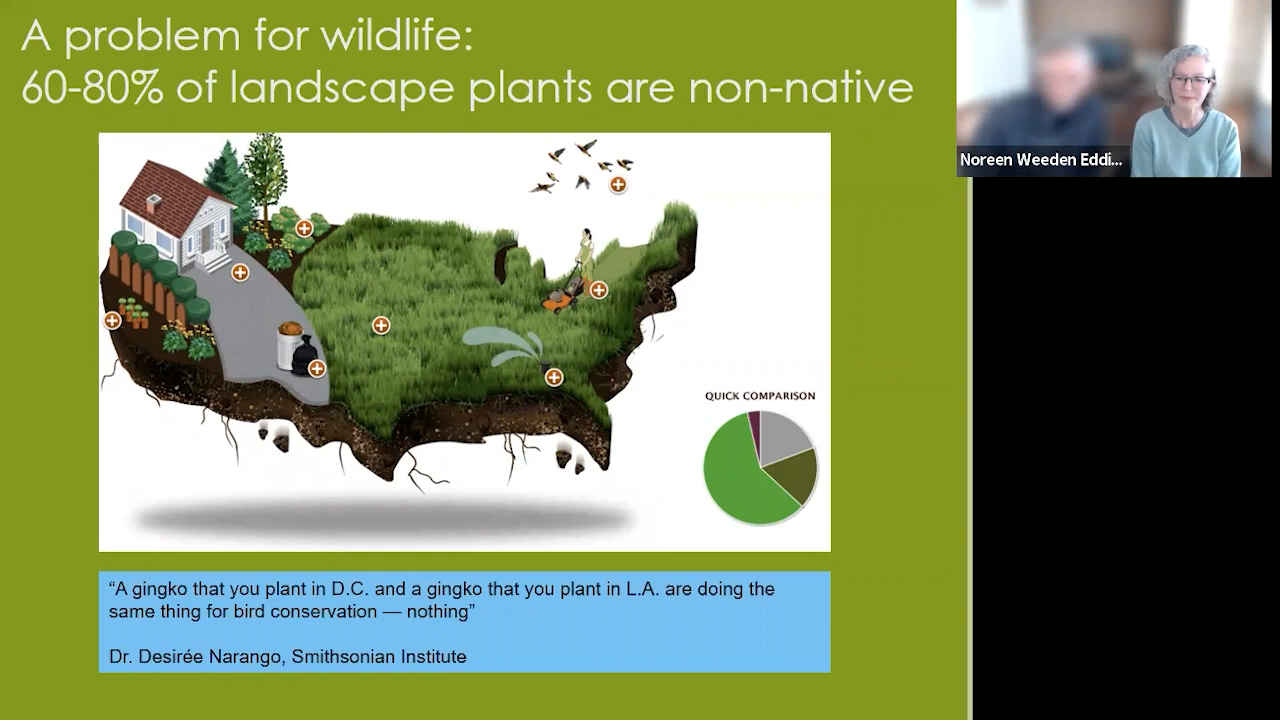 A problem for wildlife:
60-80% of landscape plants are non-native
Noreen Weeden Eddi...
QUICK COMPARISON
“A gingko that you plant in D.C. and a gingko that you plant in L.A. are doing the
same thing for bird conservation — nothing”
Dr. Desirée Narango, Smithsonian Institute